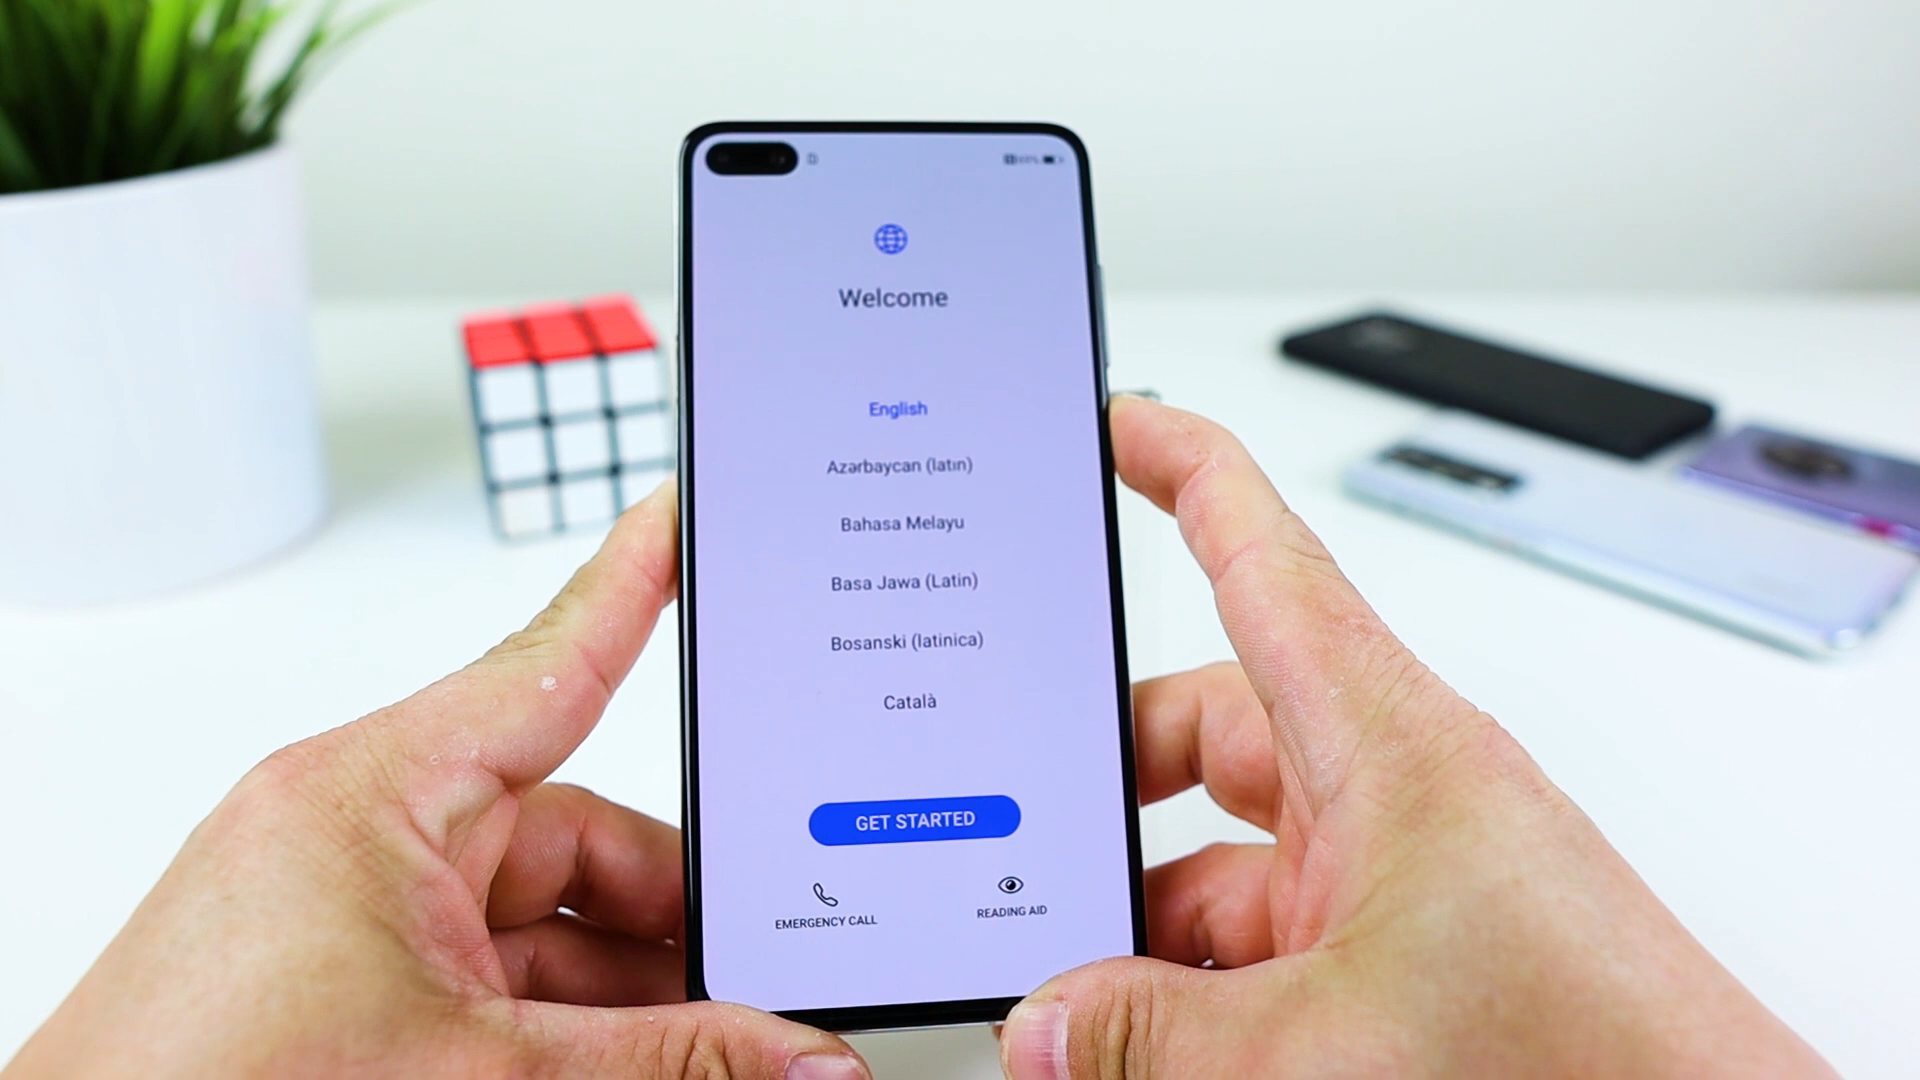 Welcome
English
Azərbaycan (latın)
Bahasa Melayu
Basa Jawa (Latin)
Bosanski (latinica)
Català
GET STARTED
EMERGENCY CALL
READING AID